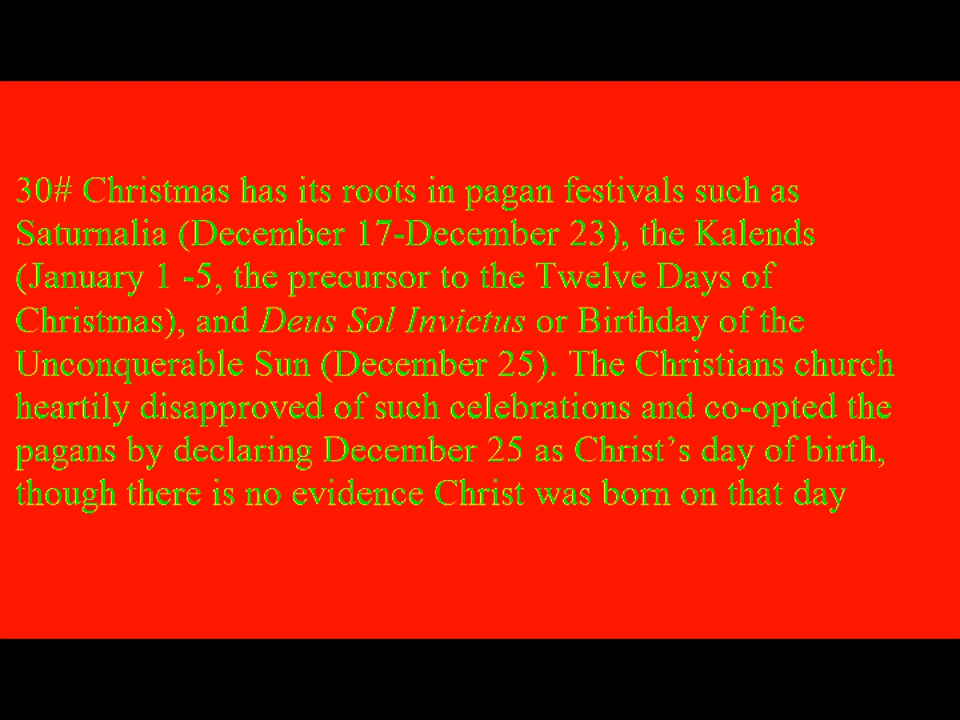 30# Christmas has its roots in pagan festivals such as
Saturnalia (December 17-December 23), the Kalends
(January 1 -5, the precursor to the Twelve Days of
Christmas), and Deus Sol Invictus or Birthday of the
Unconquerable Sun (December 25). The Christians church
heartily disapproved of such celebrations and co-opted the
pagans by declaring December 25 as Christ’s day of birth,
though there is no evidence Christ was born on that day